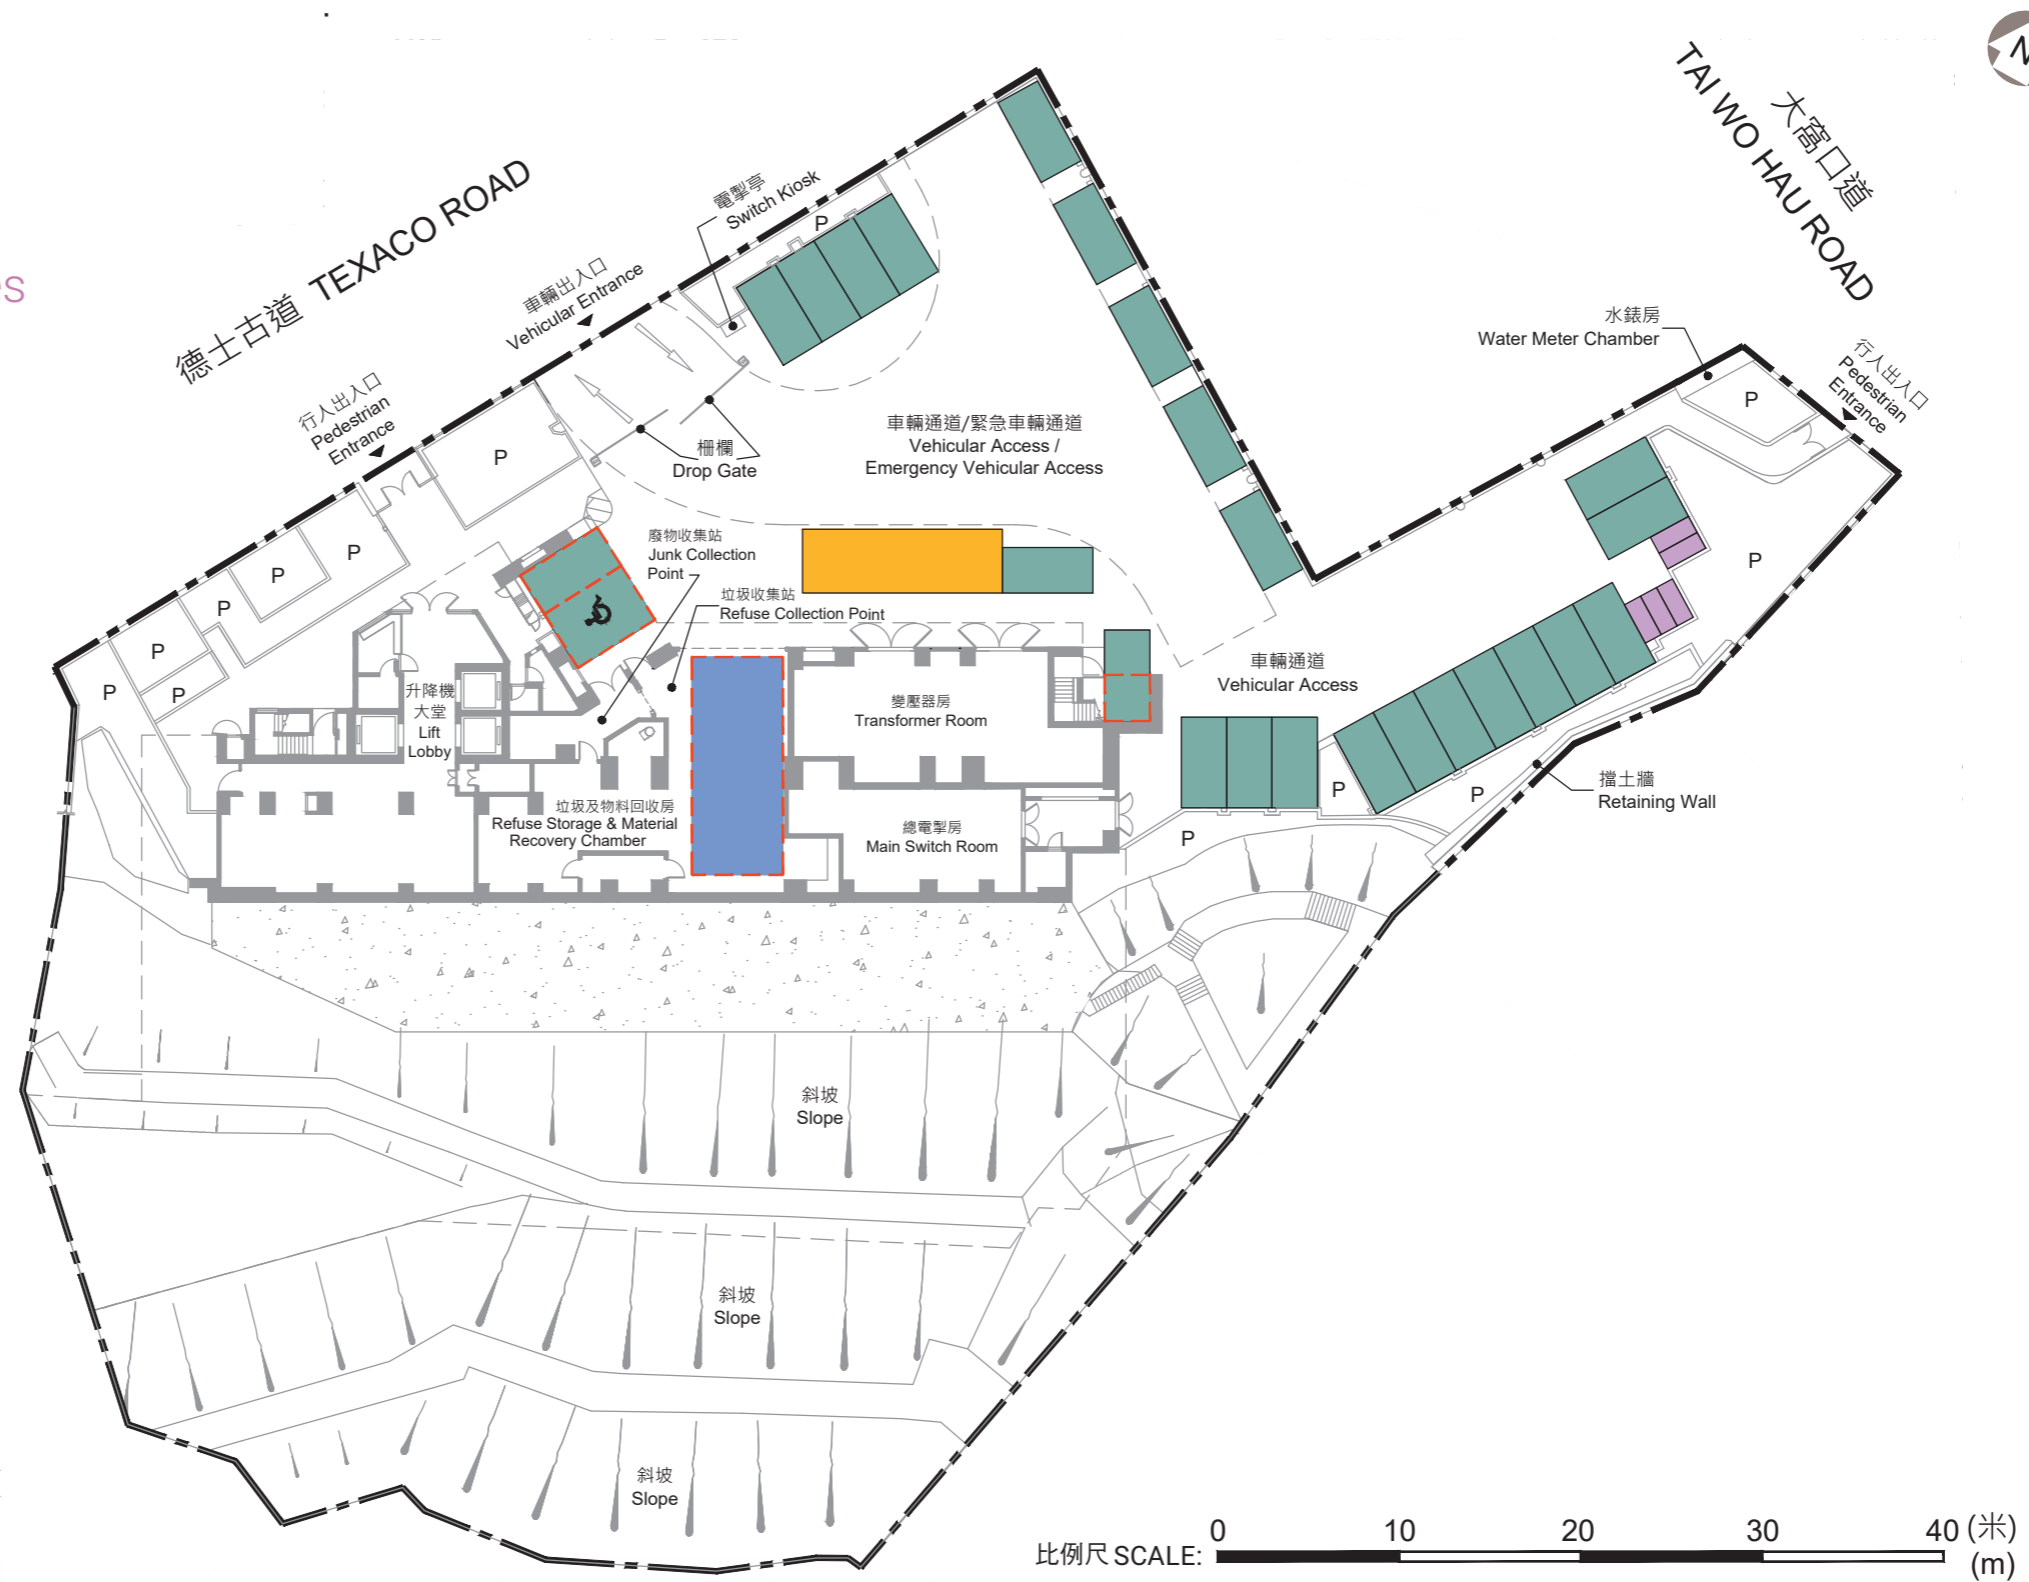 大窩口道
TAI WO HAU ROAD
N
德士古道 TEXACO ROAD
電掣亭
Switch Kiosk
P
車輛出入口
Vehicular Entrance
行人出入口
Pedestrian
Entrance
P
柵欄
Drop Gate
車輛通道/緊急車輛通道
Vehicular Access /
Emergency Vehicular Access
水錶房
Water Meter Chamber
行人出入口
Pedestrian
Entrance
P
P
P
P
P
P
P
P
P
廢物收集站
Junk Collection
Point
垃圾收集站
Refuse Collection Point
升降機
大堂
Lift
Lobby
變壓器房
Transformer Room
車輛通道
Vehicular Access
垃圾及物料回收房
Refuse Storage & Material
Recovery Chamber
總電掣房
Main Switch Room
P
P
P
擋土牆
Retaining Wall
斜坡
Slope
斜坡
Slope
斜坡
Slope
比例尺 SCALE:
0 10 20 30 40 (米)
(m)